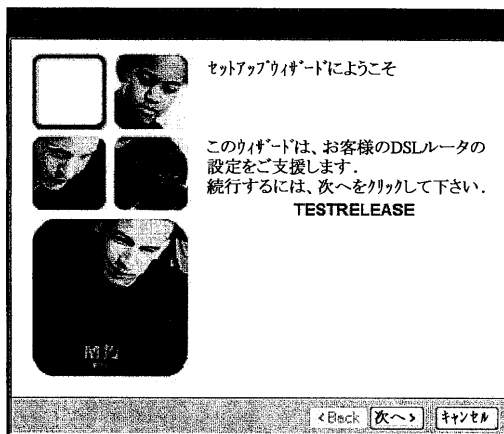 セットアップウィザードにようこそ
このウィザードは、お客様のDSLルータの
設定をご支援します.
続行するには、次へをクリックして下さい.
TESTRELEASE
<Back
次へ>
キャンセル